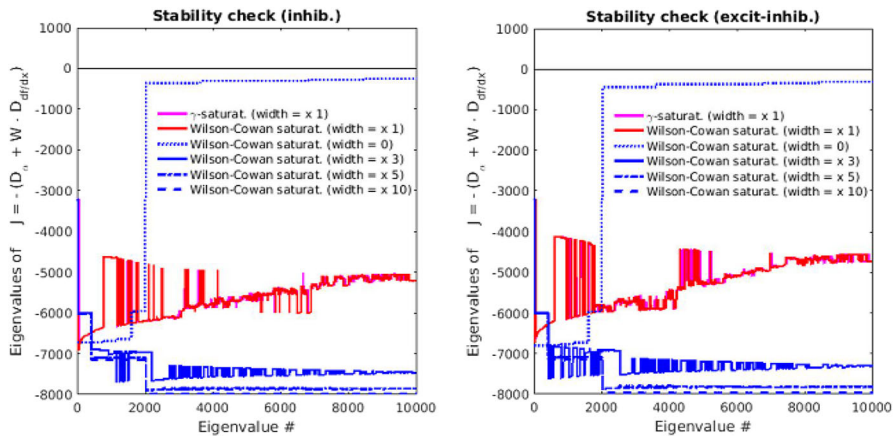 Stability check (inhib.)
Eigenvalues of J = - (D_α + W · D_df/dx)
1000
0
-1000
-2000
-3000
-4000
-5000
-6000
-7000
-8000
γ-saturat. (width = x 1)
Wilson-Cowan saturat. (width = x 1)
Wilson-Cowan saturat. (width = 0)
Wilson-Cowan saturat. (width = x 3)
Wilson-Cowan saturat. (width = x 5)
Wilson-Cowan saturat. (width = x 10)
0 2000 4000 6000 8000 10000
Eigenvalue #
Stability check (excit-inhib.)
Eigenvalues of J = - (D_α + W · D_df/dx)
1000
0
-1000
-2000
-3000
-4000
-5000
-6000
-7000
-8000
γ-saturat. (width = x 1)
Wilson-Cowan saturat. (width = x 1)
Wilson-Cowan saturat. (width = 0)
Wilson-Cowan saturat. (width = x 3)
Wilson-Cowan saturat. (width = x 5)
Wilson-Cowan saturat. (width = x 10)
0 2000 4000 6000 8000 10000
Eigenvalue #